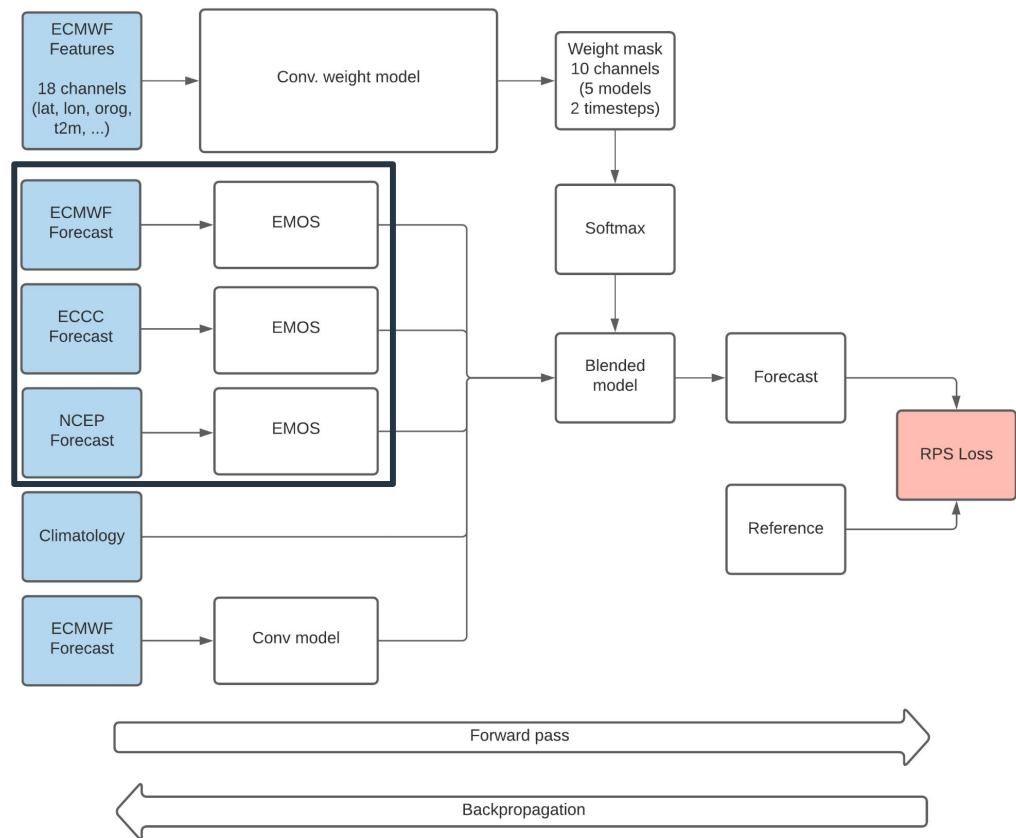 ECMWF
Features
18 channels
(lat, lon, orog,
t2m, ...)
Conv. weight model
Weight mask
10 channels
(5 models
2 timesteps)
ECMWF
Forecast
EMOS
Softmax
ECCC
Forecast
EMOS
Blended
model
Forecast
NCEP
Forecast
EMOS
RPS Loss
Climatology
Reference
ECMWF
Forecast
Conv model
Forward pass
Backpropagation